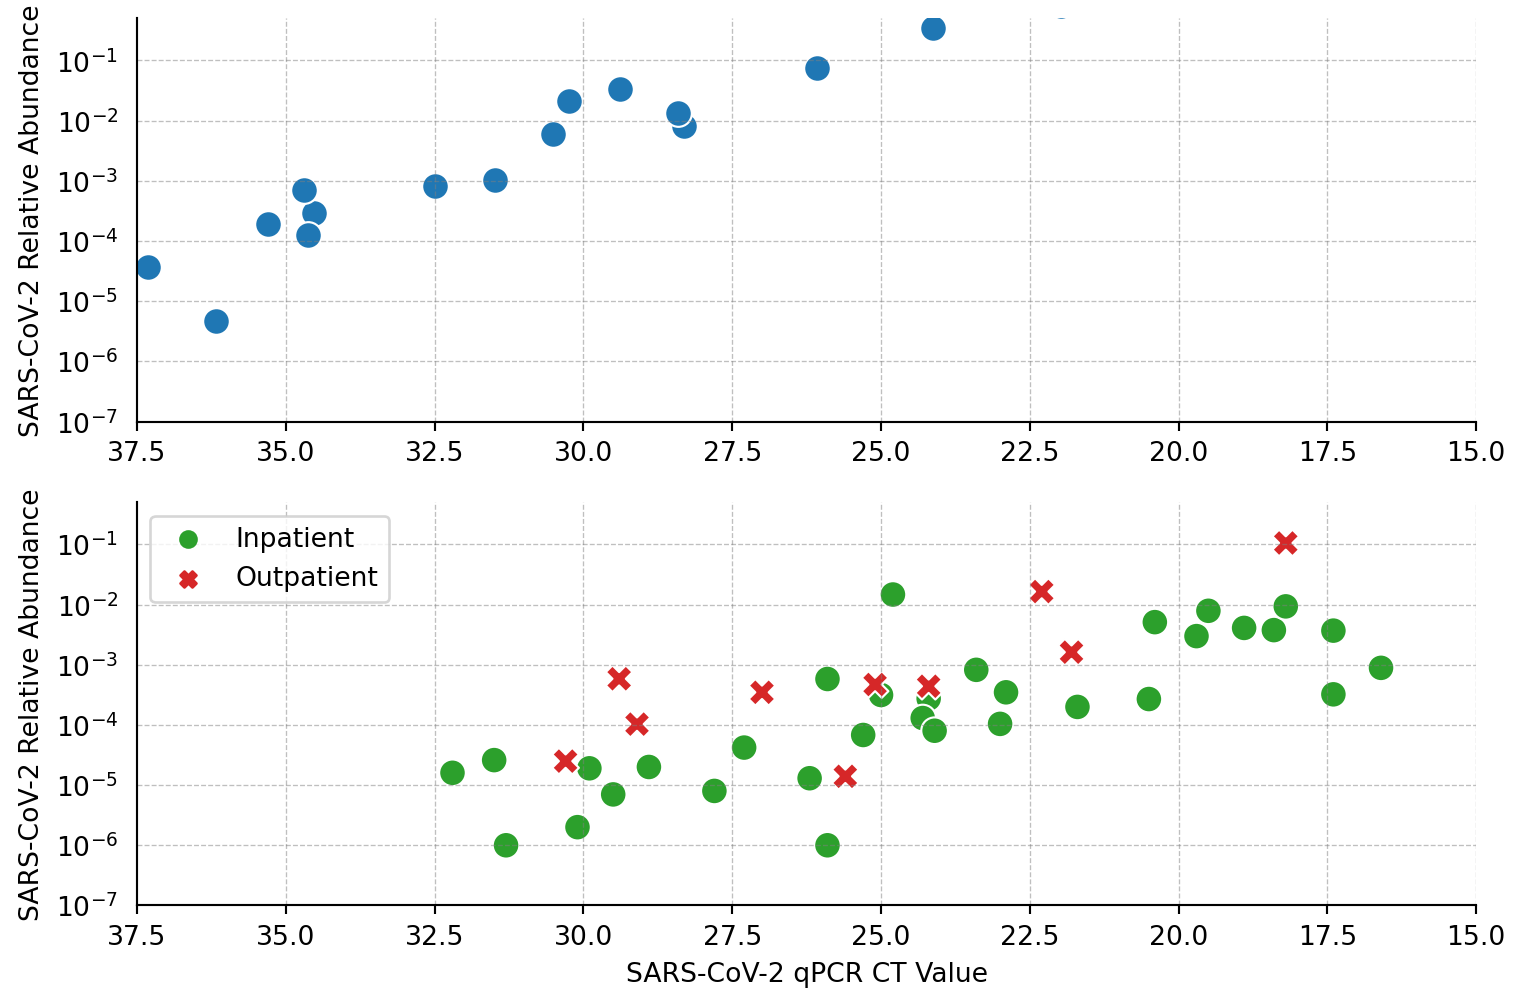 SARS-CoV-2 Relative Abundance
10⁻¹
10⁻²
10⁻³
10⁻⁴
10⁻⁵
10⁻⁶
10⁻⁷
37.5 35.0 32.5 30.0 27.5 25.0 22.5 20.0 17.5 15.0
SARS-CoV-2 Relative Abundance
10⁻¹
10⁻²
10⁻³
10⁻⁴
10⁻⁵
10⁻⁶
10⁻⁷
Inpatient
Outpatient
37.5 35.0 32.5 30.0 27.5 25.0 22.5 20.0 17.5 15.0
SARS-CoV-2 qPCR CT Value